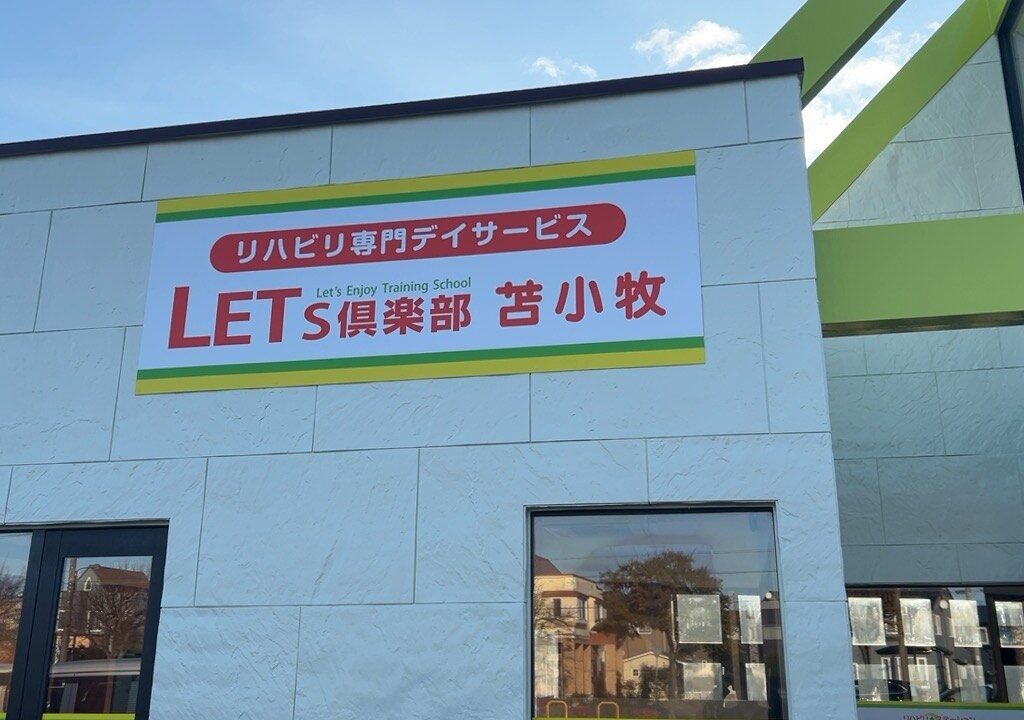 リハビリ専門デイサービス
Let's Enjoy Training School
LETS倶楽部 苫小牧